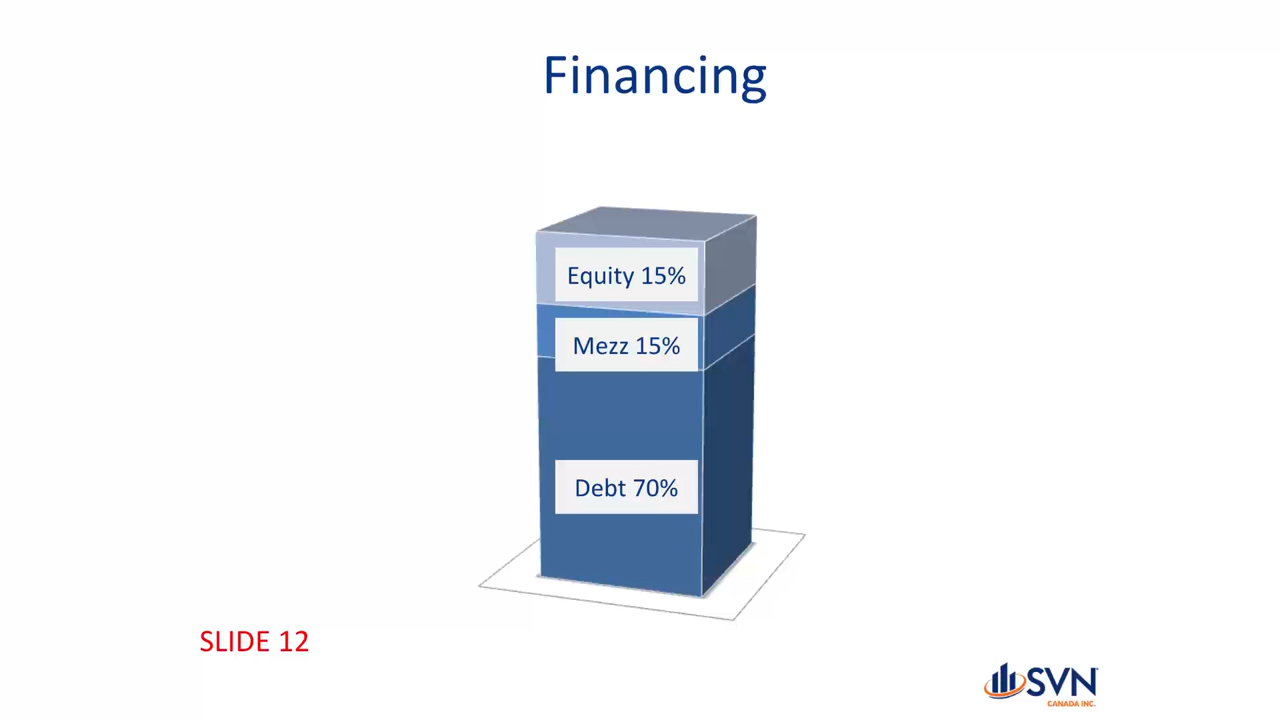 Financing
Equity 15%
Mezz 15%
Debt 70%
SLIDE 12
SVN
CANADA INC.